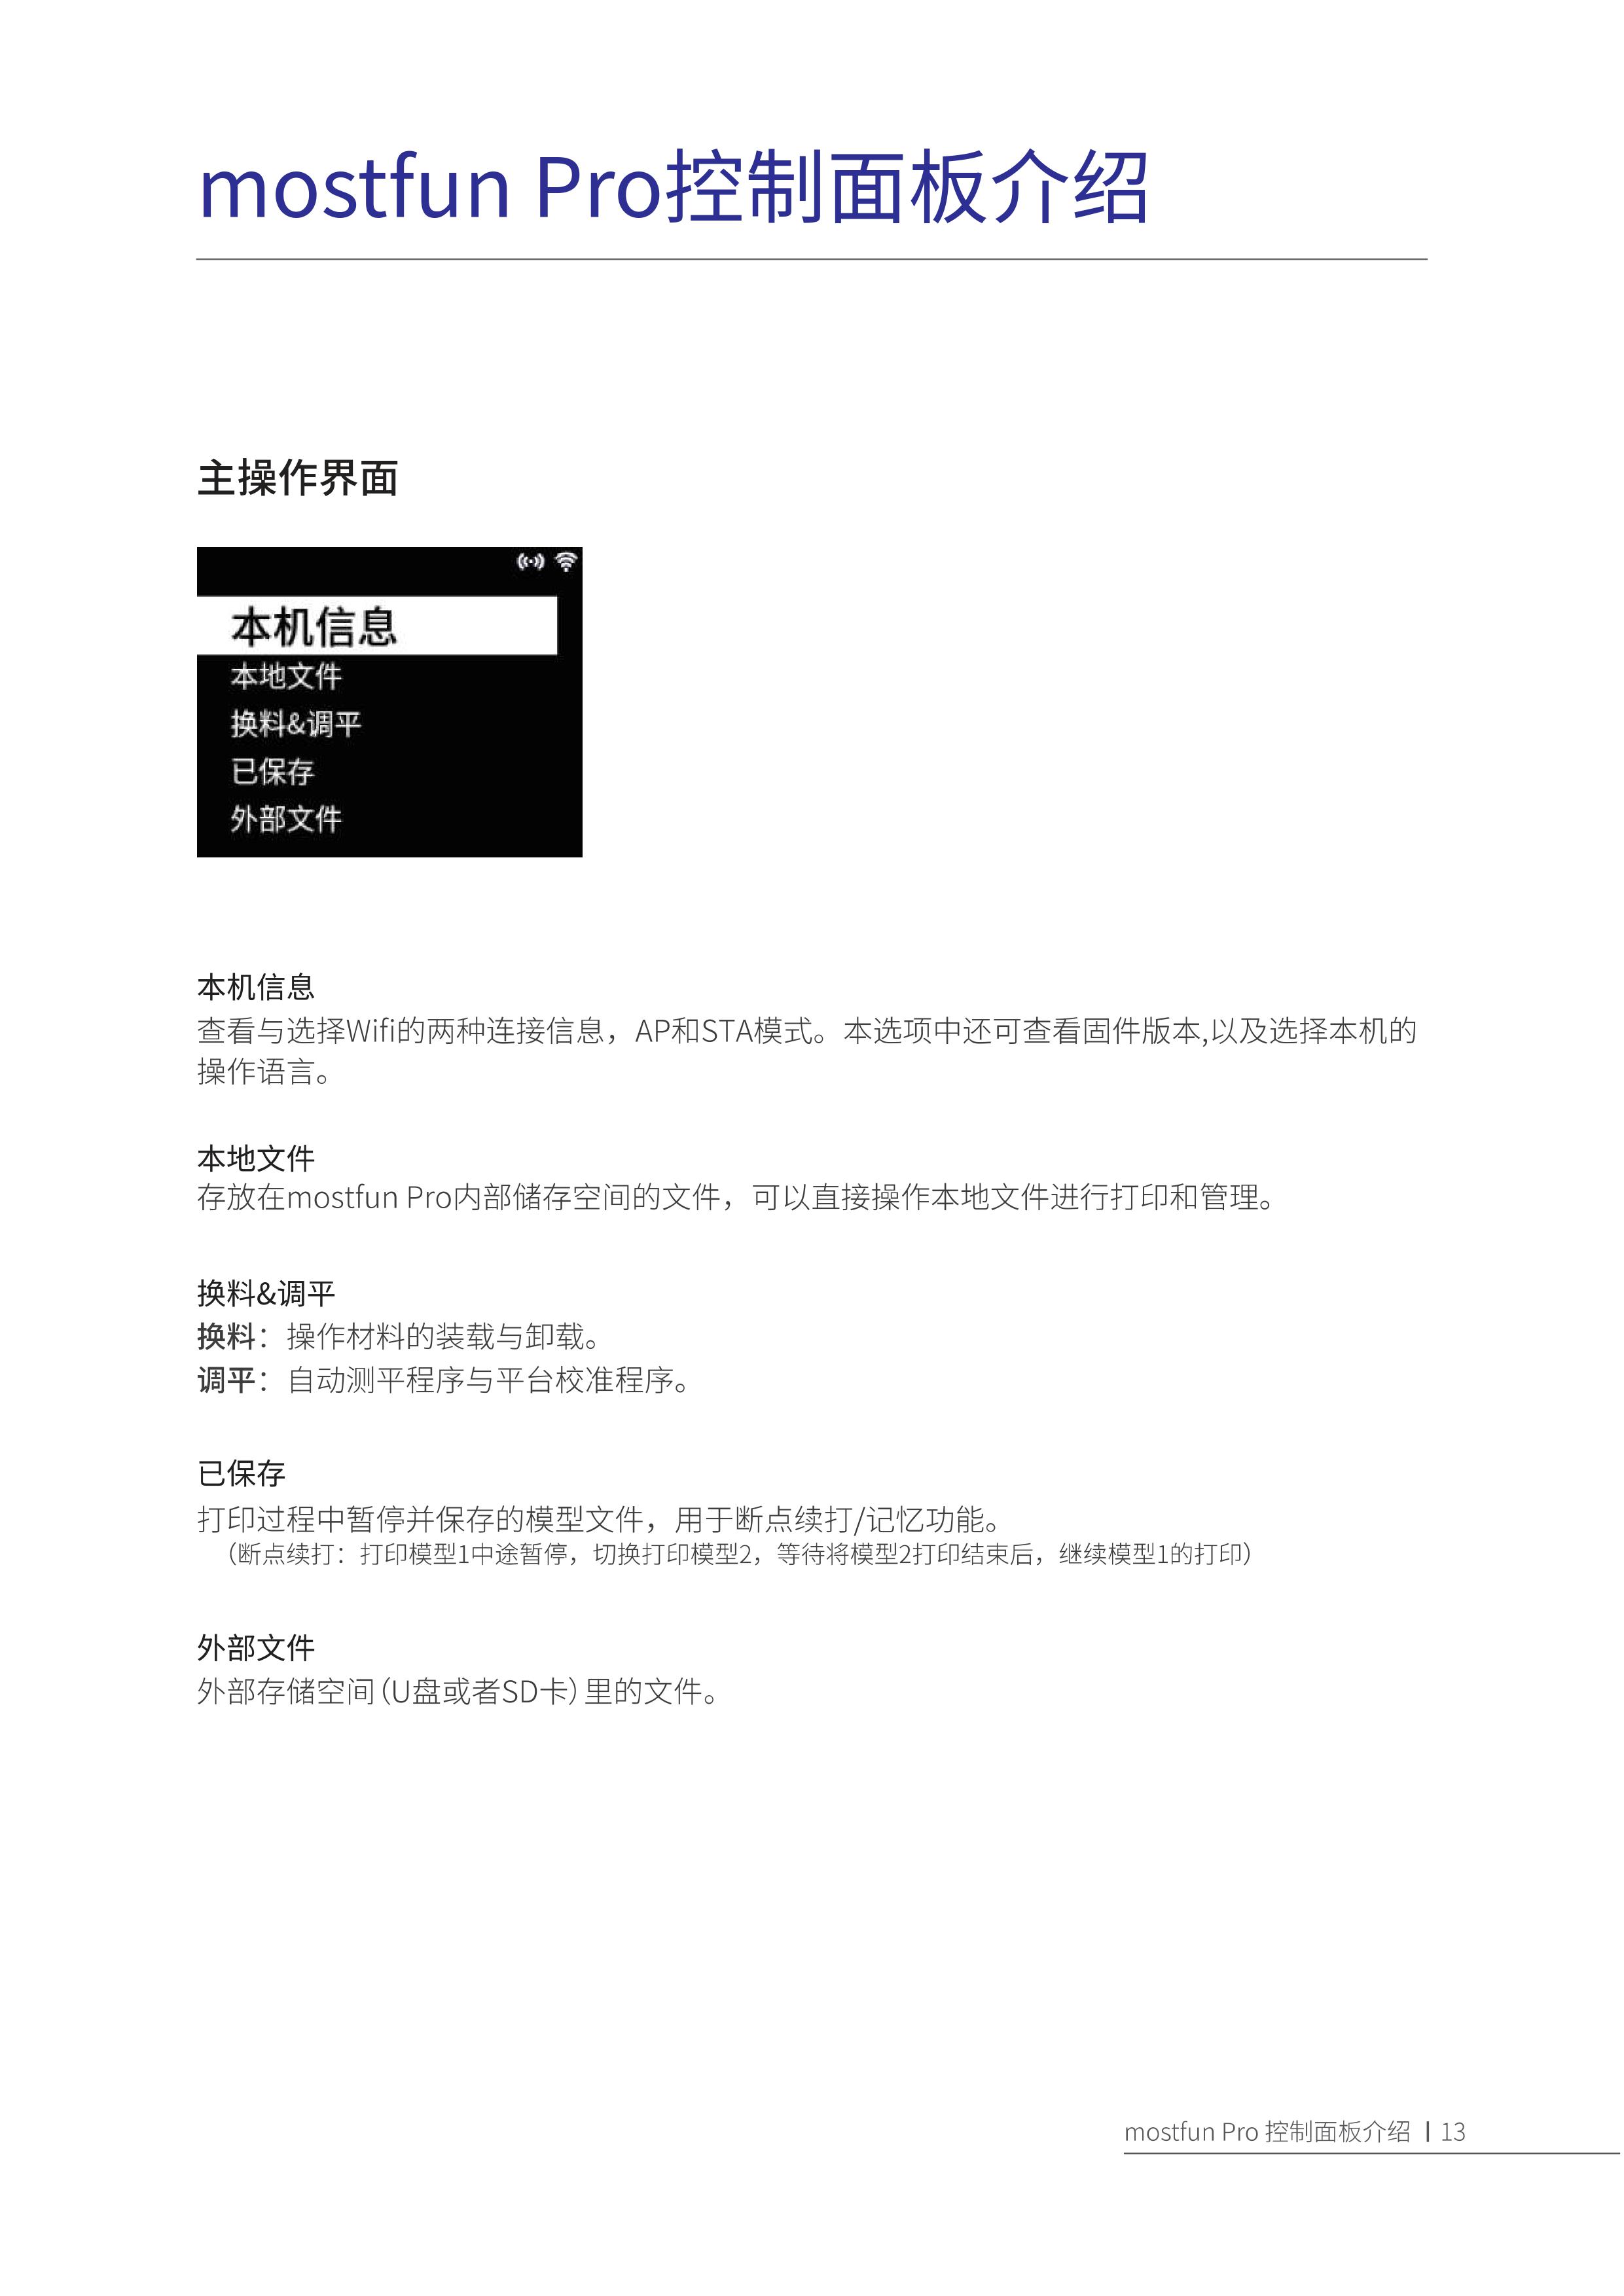 mostfun Pro控制面板介绍
主操作界面
本机信息
本地文件
换料&调平
已保存
外部文件
本机信息
查看与选择Wifi的两种连接信息，AP和STA模式。本选项中还可查看固件版本,以及选择本机的
操作语言。
本地文件
存放在mostfun Pro内部储存空间的文件，可以直接操作本地文件进行打印和管理。
换料&调平
换料：操作材料的装载与卸载。
调平：自动测平程序与平台校准程序。
已保存
打印过程中暂停并保存的模型文件，用于断点续打/记忆功能。
（断点续打：打印模型1中途暂停，切换打印模型2，等待将模型2打印结束后，继续模型1的打印）
外部文件
外部存储空间（U盘或者SD卡）里的文件。
mostfun Pro 控制面板介绍 | 13